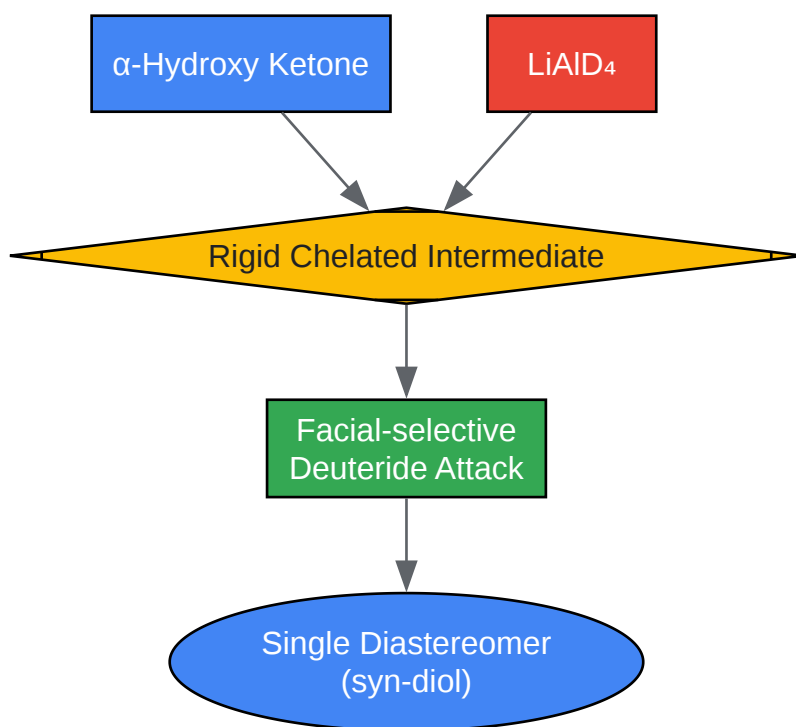 α-Hydroxy Ketone
LiAlD₄
Rigid Chelated Intermediate
Facial-selective
Deuteride Attack
Single Diastereomer
(syn-diol)